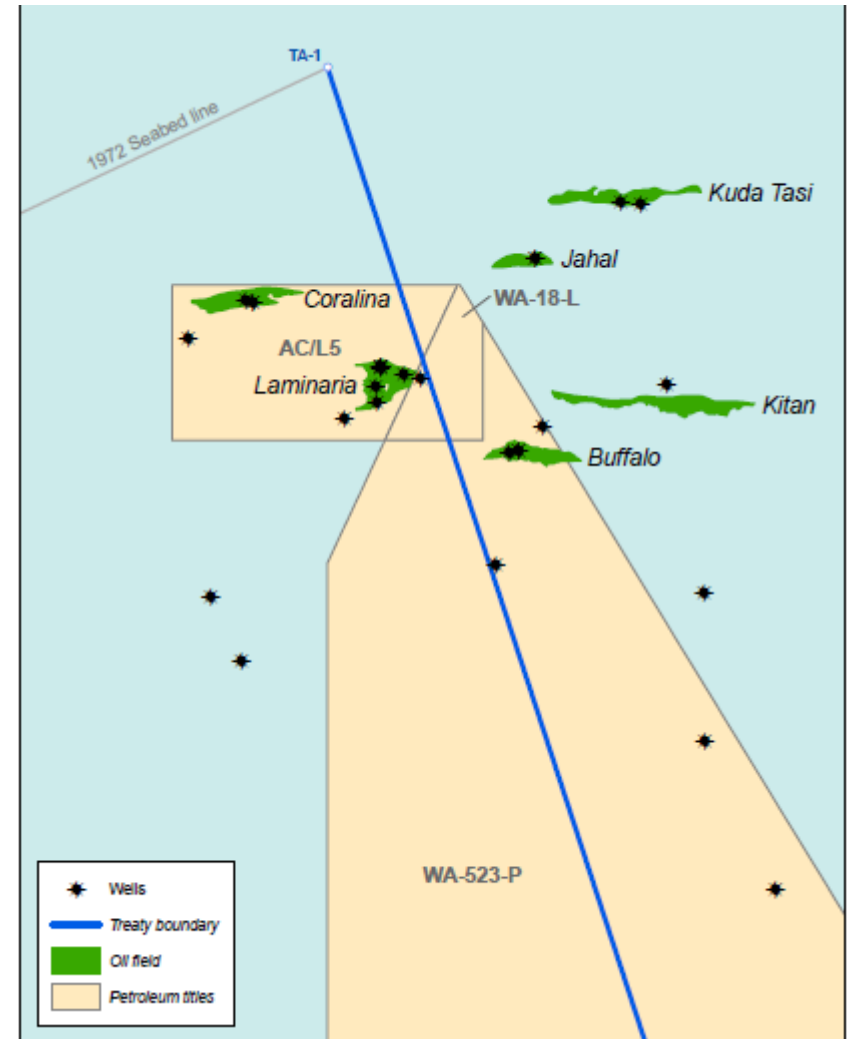 TA-1
1972 Seabed line
Kuda Tasi
Jahal
Coralina
WA-18-L
AC/L5
Laminaria
Kitan
Buffalo
WA-523-P
Wells
Treaty boundary
Oil field
Petroleum titles